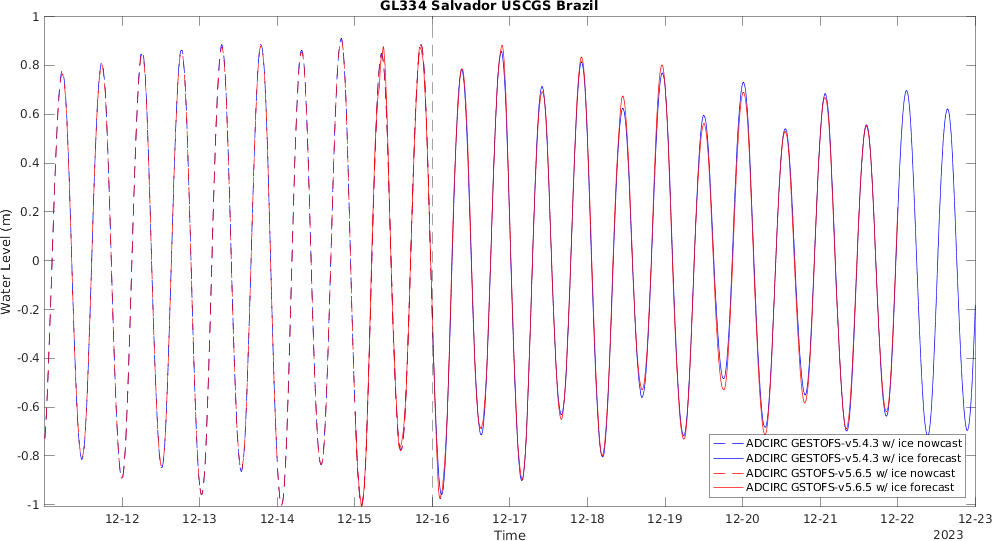 GL334 Salvador USCGS Brazil
1
0.8
0.6
0.4
0.2
0
-0.2
-0.4
-0.6
-0.8
-1
Water Level (m)
ADCIRC GESTOFS-v5.4.3 w/ ice nowcast
ADCIRC GESTOFS-v5.4.3 w/ ice forecast
ADCIRC GSTOFS-v5.6.5 w/ ice nowcast
ADCIRC GSTOFS-v5.6.5 w/ ice forecast
12-12 12-13 12-14 12-15 12-16 12-17 12-18 12-19 12-20 12-21 12-22 12-23
Time
2023